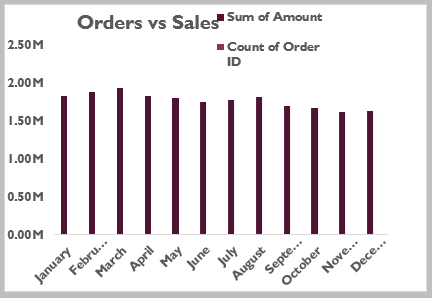 Orders vs Sales
Sum of Amount
Count of Order
ID
2.50M
2.00M
1.50M
1.00M
0.50M
0.00M
January
Febru...
March
April
May
June
July
August
Septe...
October
Nove...
Dece...